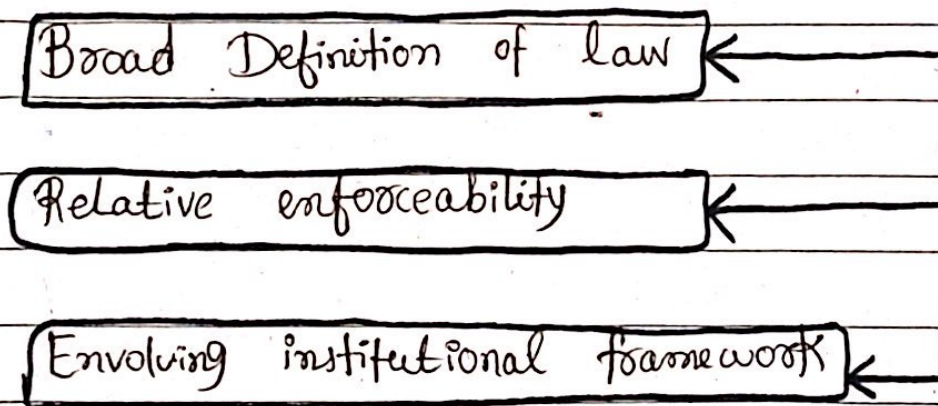 Broad Definition of law
Relative enforceability
Envolving institutional framework